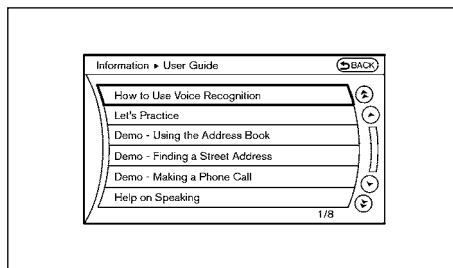 Information ▸ User Guide
BACK
How to Use Voice Recognition
Let's Practice
Demo - Using the Address Book
Demo - Finding a Street Address
Demo - Making a Phone Call
Help on Speaking
1/8